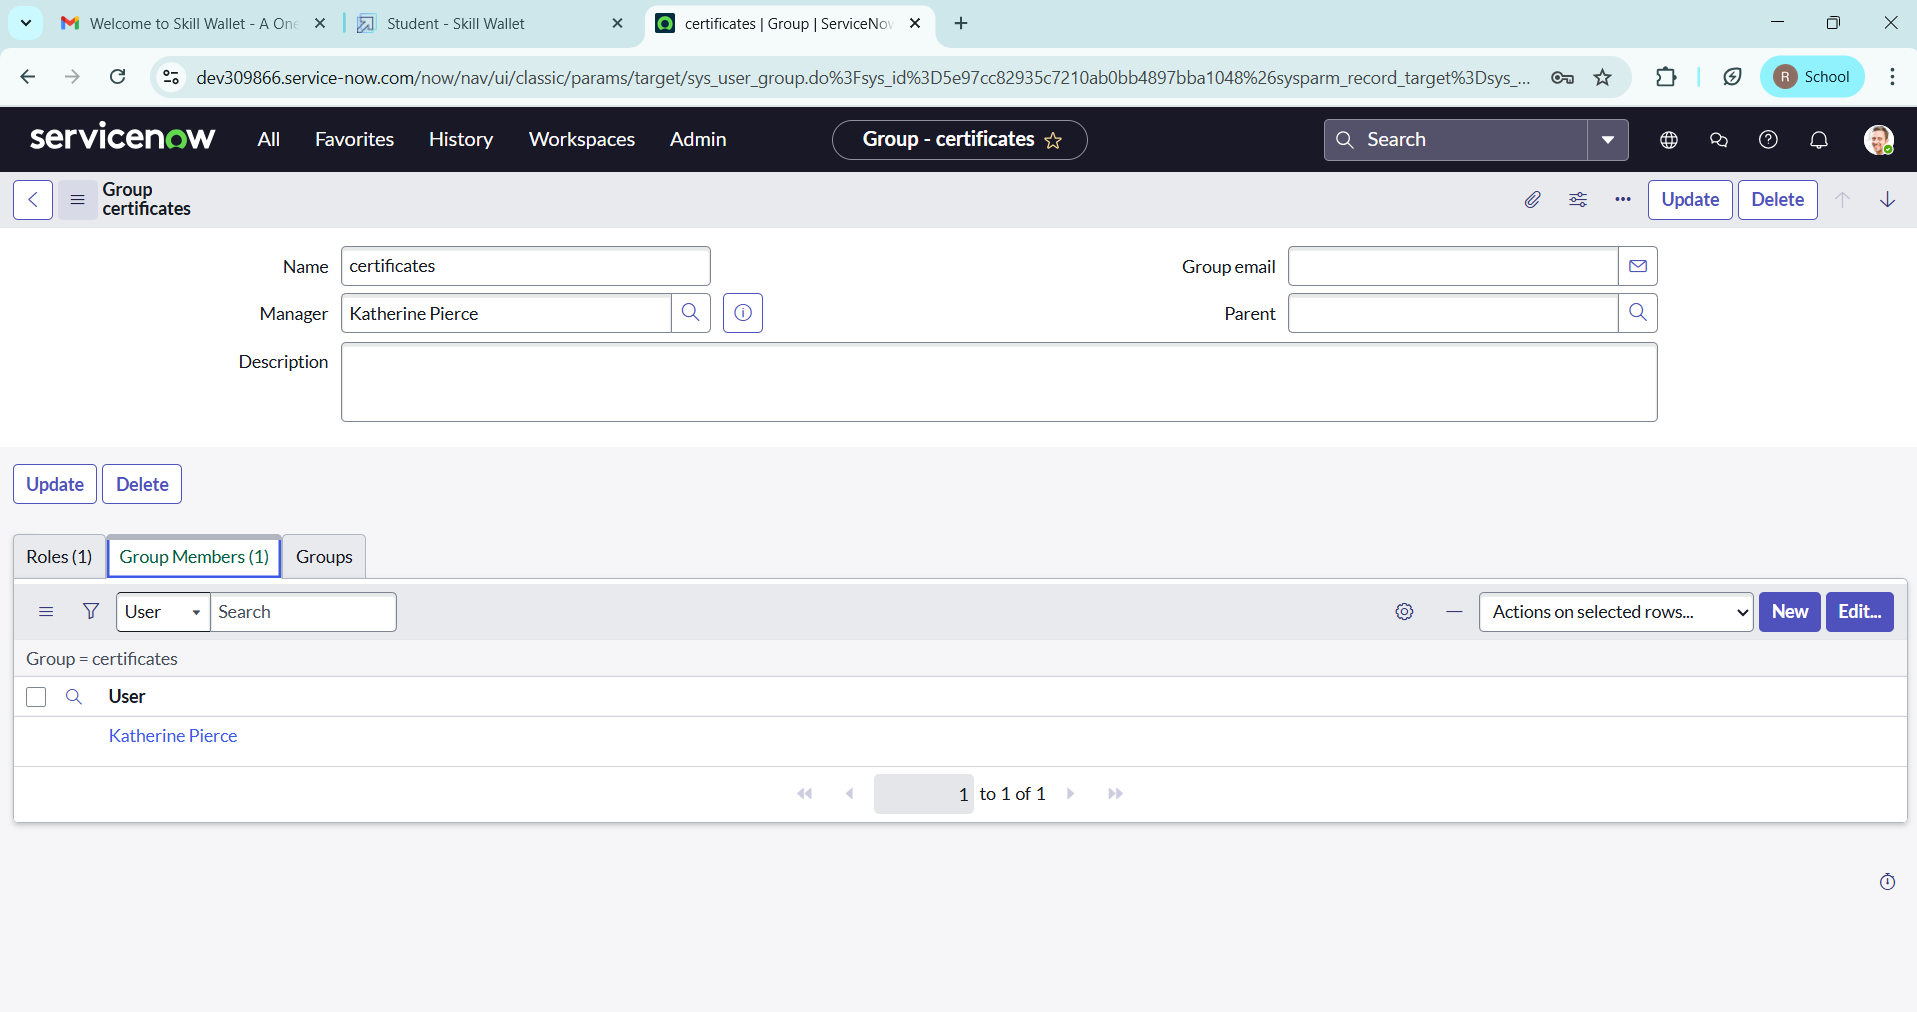 Welcome to Skill Wallet - A One
Student - Skill Wallet
certificates | Group | ServiceNow
dev309866.service-now.com/now/nav/ui/classic/params/target/sys_user_group.do%3Fsys_id%3D5e97cc82935c7210ab0bb4897bba1048%26sysparm_record_target%3Dsys_...
R School
servicenow All Favorites History Workspaces Admin Group - certificates Search
Group
certificates
Update Delete
Name certificates Group email
Manager Katherine Pierce Parent
Description
Update Delete
Roles (1) Group Members (1) Groups
User Search Actions on selected rows... New Edit...
Group = certificates
User
Katherine Pierce
1 to 1 of 1